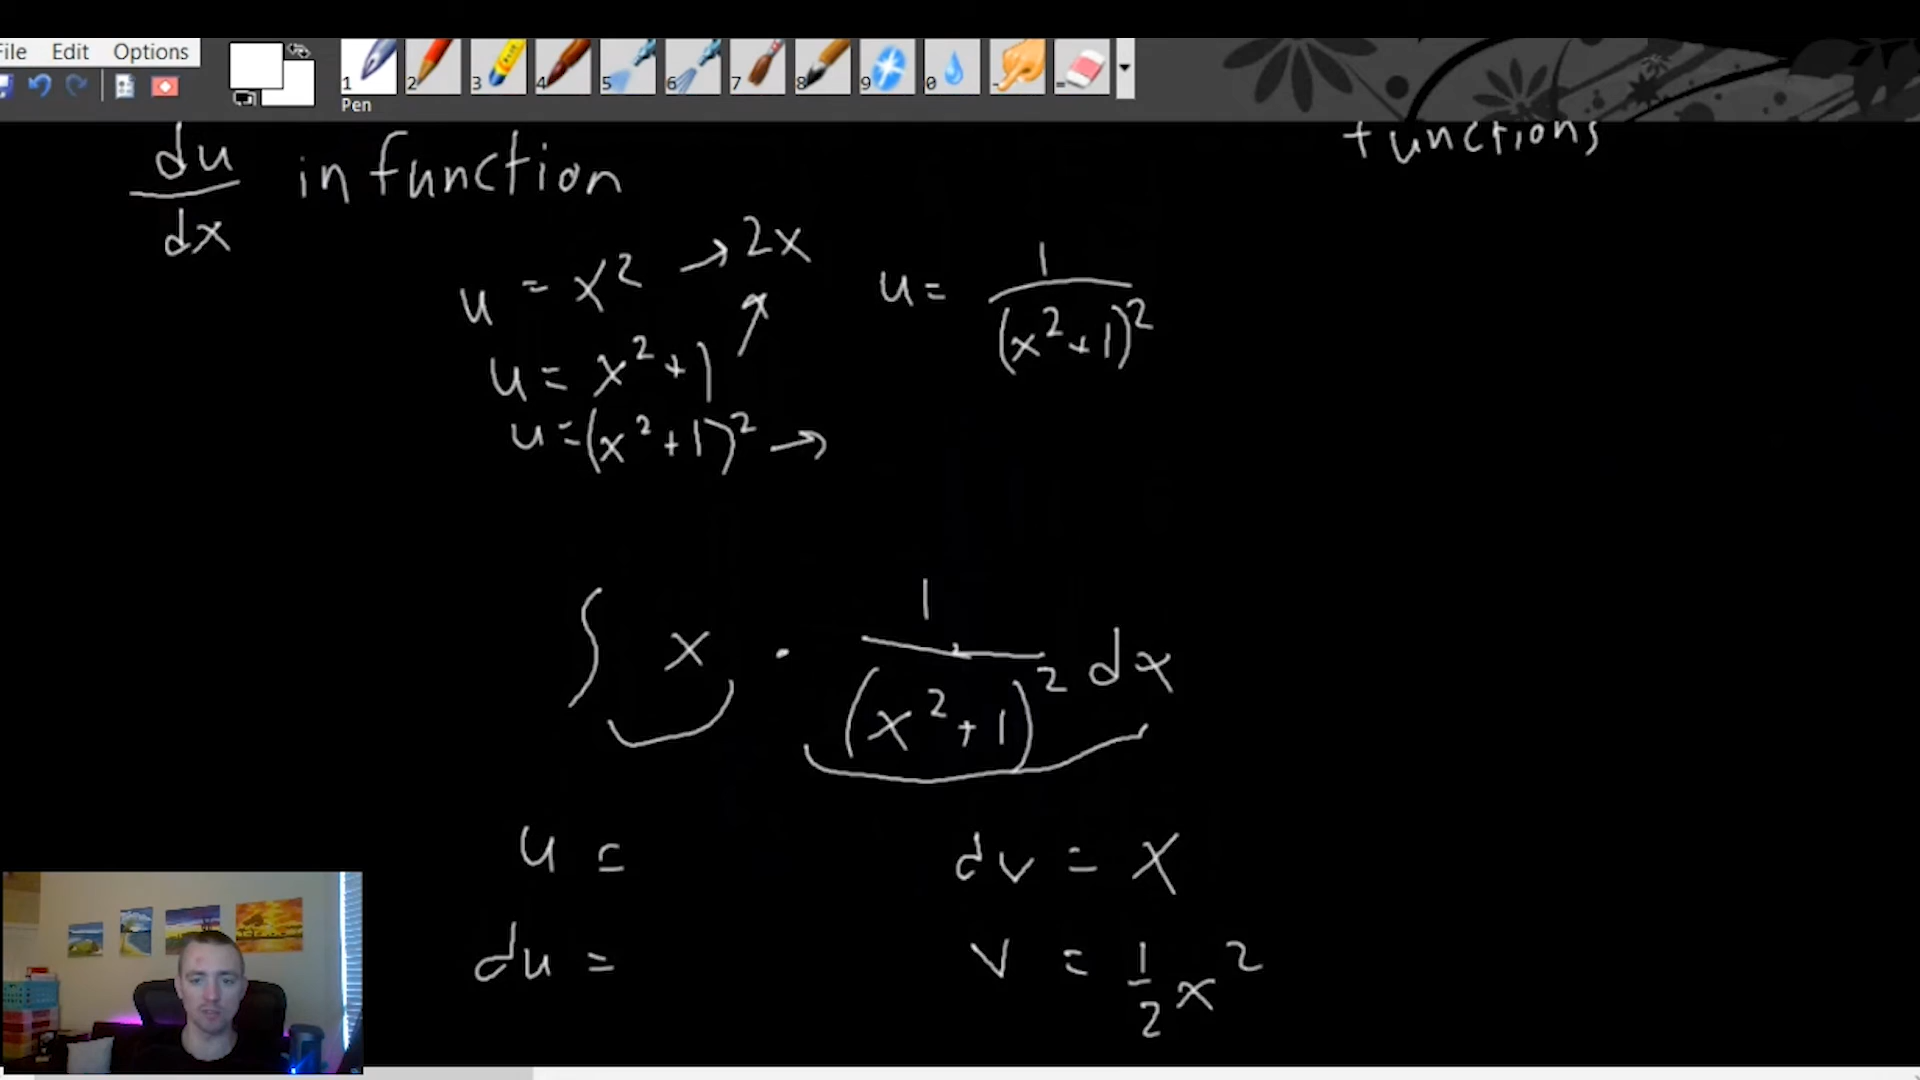 File Edit Options
1 2 3 4 5 6 7 8 9 0
Pen
functions
du/dx in function
u = x² → 2x
u = x² + 1
u = (x² + 1)² →
u = 1/(x² + 1)²
∫ x · 1/(x² + 1)² dx
u = dv = x
du = v = 1/2 x²